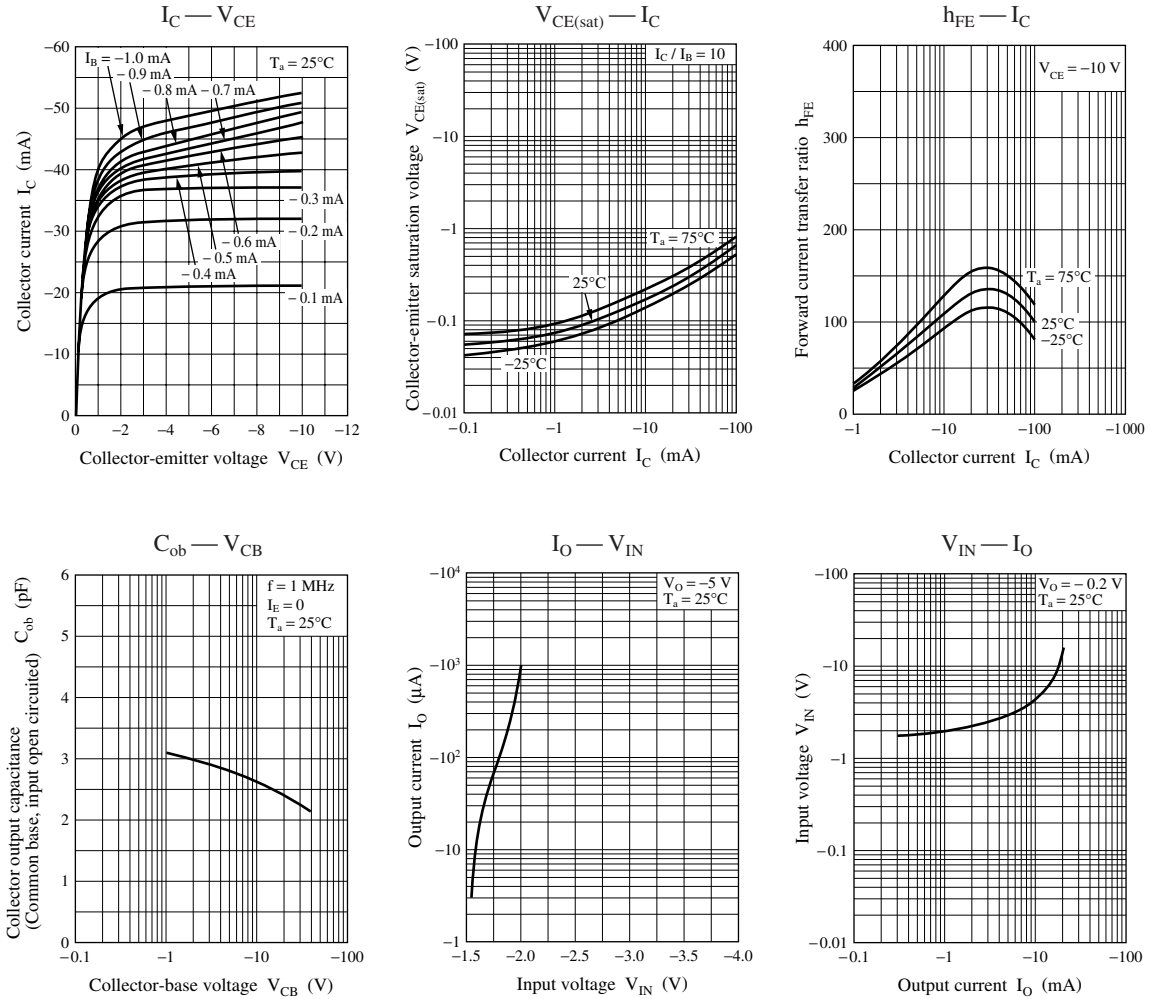 I_C — V_CE
−60
−50
−40
−30
−20
−10
0
0
−2
−4
−6
−8
−10
−12
Collector current I_C (mA)
Collector-emitter voltage V_CE (V)
T_a = 25°C
I_B = −1.0 mA
− 0.9 mA
− 0.8 mA
− 0.7 mA
− 0.3 mA
− 0.2 mA
− 0.6 mA
− 0.5 mA
− 0.4 mA
− 0.1 mA
V_CE(sat) — I_C
−100
−10
−1
−0.1
−0.01
−0.1
−1
−10
−100
Collector-emitter saturation voltage V_CE(sat) (V)
Collector current I_C (mA)
I_C / I_B = 10
T_a = 75°C
25°C
−25°C
h_FE — I_C
400
300
250
200
150
100
50
0
−1
−10
−100
−1000
Forward current transfer ratio h_FE
Collector current I_C (mA)
V_CE = −10 V
T_a = 75°C
25°C
−25°C
C_ob — V_CB
6
5
4
3
2
1
0
−0.1
−1
−10
−100
Collector output capacitance
(Common base, input open circuited) C_ob (pF)
Collector-base voltage V_CB (V)
f = 1 MHz
I_E = 0
T_a = 25°C
I_O — V_IN
−10⁴
−10³
−10²
−10
−1
−1.5
−2.0
−2.5
−3.0
−3.5
−4.0
Output current I_O (µA)
Input voltage V_IN (V)
V_O = −5 V
T_a = 25°C
V_IN — I_O
−100
−10
−1
−0.1
−0.01
−0.1
−1
−10
−100
Input voltage V_IN (V)
Output current I_O (mA)
V_O = − 0.2 V
T_a = 25°C